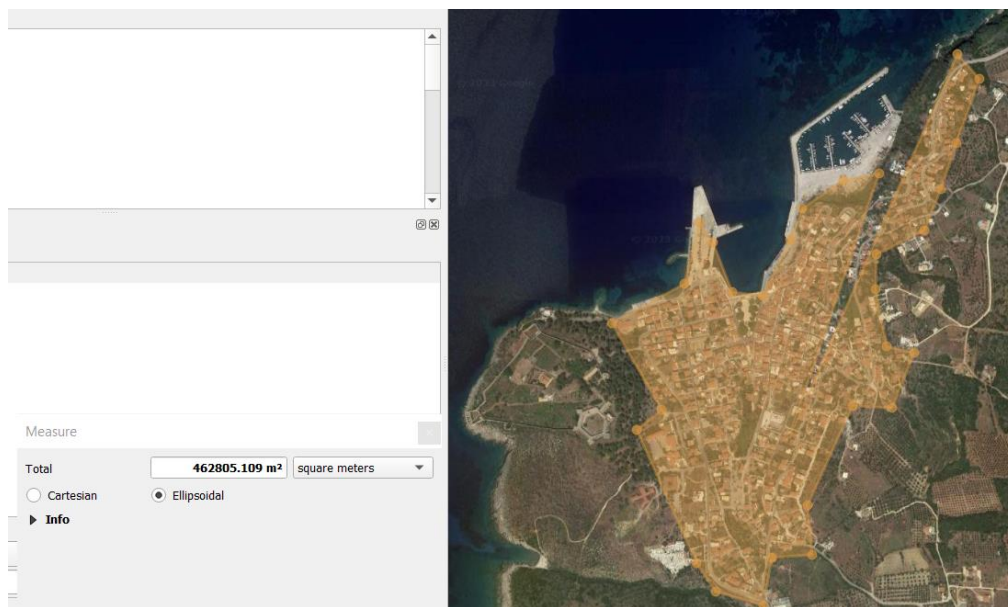 Measure
Total 462805.109 m² square meters
Cartesian Ellipsoidal
Info